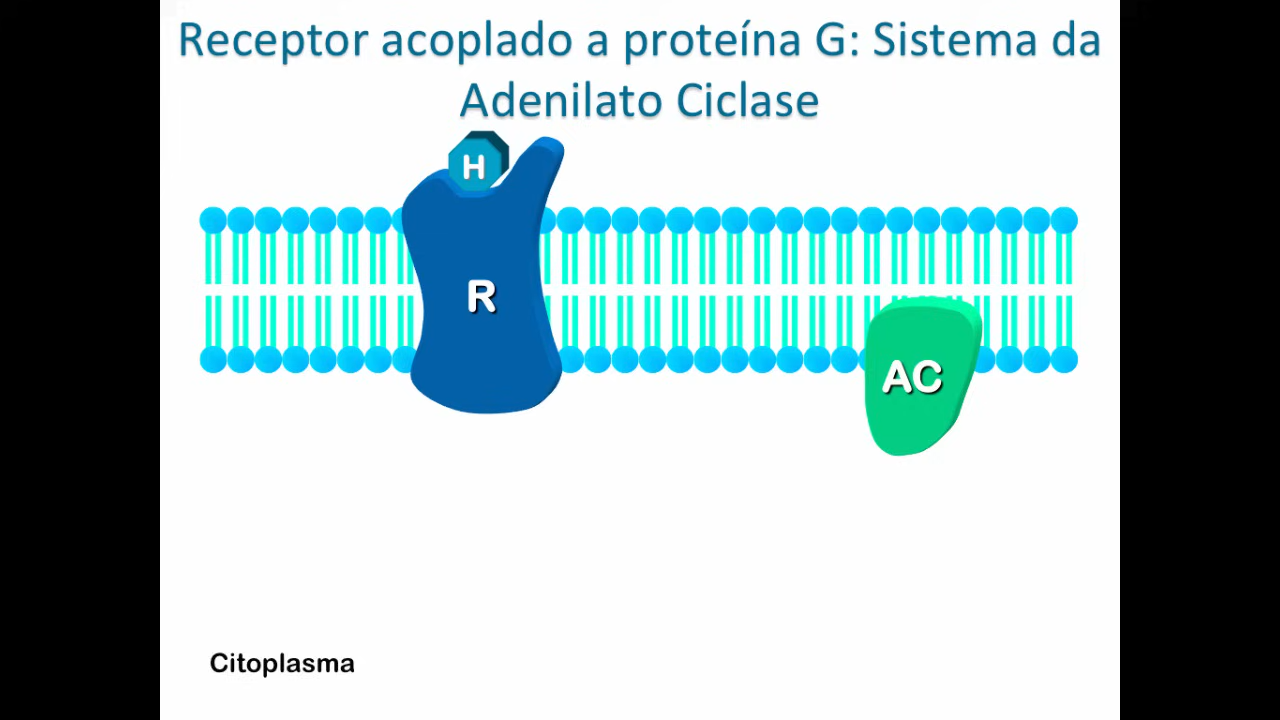 Receptor acoplado a proteína G: Sistema da
Adenilato Ciclase
H
R
AC
Citoplasma